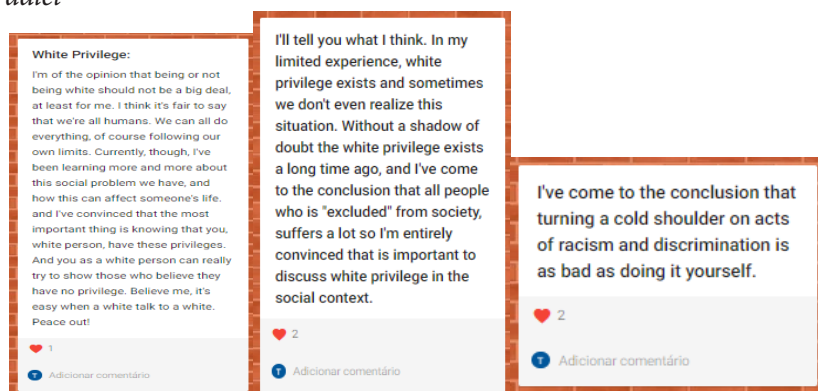 White Privilege:
I'm of the opinion that being or not
being white should not be a big deal,
at least for me. I think it's fair to say
that we're all humans. We can all do
everything, of course following our
own limits. Currently, though, I've
been learning more and more about
this social problem we have, and
how this can affect someone's life.
and I've convinced that the most
important thing is knowing that you,
white person, have these privileges.
And you as a white person can really
try to show those who believe they
have no privilege. Believe me, it's
easy when a white talk to a white.
Peace out!
1
T Adicionar comentário
I'll tell you what I think. In my
limited experience, white
privilege exists and sometimes
we don't even realize this
situation. Without a shadow of
doubt the white privilege exists
a long time ago, and I've come
to the conclusion that all people
who is "excluded" from society,
suffers a lot so I'm entirely
convinced that is important to
discuss white privilege in the
social context.
2
T Adicionar comentário
I've come to the conclusion that
turning a cold shoulder on acts
of racism and discrimination is
as bad as doing it yourself.
2
T Adicionar comentário